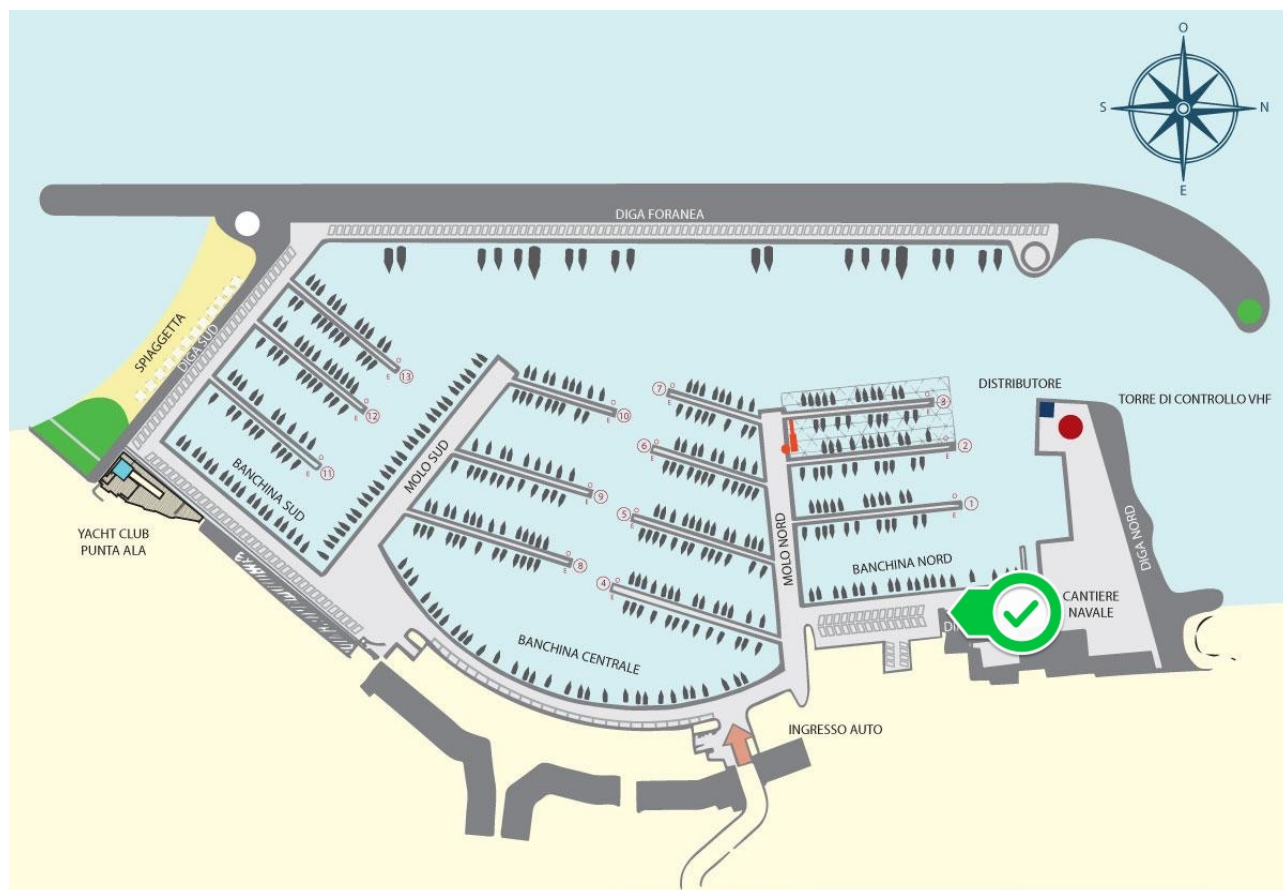 O
S
N
E
DIGA FORANEA
SPIAGGETTA
DIGA SUD
DISTRIBUTORE
TORRE DI CONTROLLO VHF
O
E
13
O
E
12
11
O
E
10
7
O
E
O
E
3
O
E
2
6
O
E
O
E
9
5
O
E
O
E
1
O
E
8
4
O
E
BANCHINA SUD
MOLO SUD
MOLO NORD
BANCHINA NORD
DIGA NORD
YACHT CLUB
PUNTA ALA
CANTIERE
NAVALE
BANCHINA CENTRALE
INGRESSO AUTO